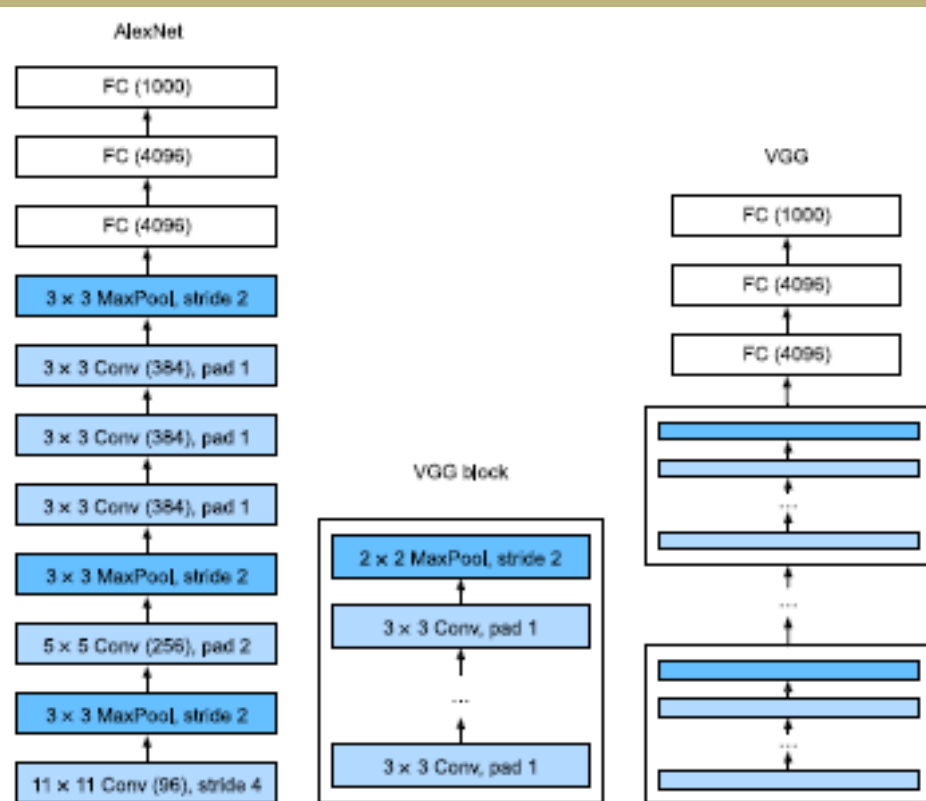 AlexNet
FC (1000)
FC (4096)
FC (4096)
3 × 3 MaxPool, stride 2
3 × 3 Conv (384), pad 1
3 × 3 Conv (384), pad 1
3 × 3 Conv (384), pad 1
3 × 3 MaxPool, stride 2
5 × 5 Conv (256), pad 2
3 × 3 MaxPool, stride 2
11 × 11 Conv (96), stride 4
VGG block
2 × 2 MaxPool, stride 2
3 × 3 Conv, pad 1
...
3 × 3 Conv, pad 1
VGG
FC (1000)
FC (4096)
FC (4096)
...
...
...